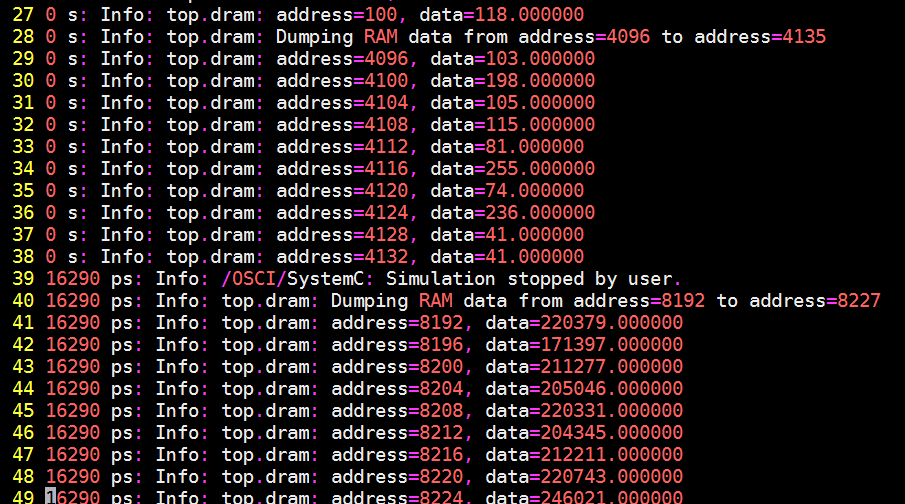 27 0 s: Info: top.dram: address=100, data=118.000000
28 0 s: Info: top.dram: Dumping RAM data from address=4096 to address=4135
29 0 s: Info: top.dram: address=4096, data=103.000000
30 0 s: Info: top.dram: address=4100, data=198.000000
31 0 s: Info: top.dram: address=4104, data=105.000000
32 0 s: Info: top.dram: address=4108, data=115.000000
33 0 s: Info: top.dram: address=4112, data=81.000000
34 0 s: Info: top.dram: address=4116, data=255.000000
35 0 s: Info: top.dram: address=4120, data=74.000000
36 0 s: Info: top.dram: address=4124, data=236.000000
37 0 s: Info: top.dram: address=4128, data=41.000000
38 0 s: Info: top.dram: address=4132, data=41.000000
39 16290 ps: Info: /OSCI/SystemC: Simulation stopped by user.
40 16290 ps: Info: top.dram: Dumping RAM data from address=8192 to address=8227
41 16290 ps: Info: top.dram: address=8192, data=220379.000000
42 16290 ps: Info: top.dram: address=8196, data=171397.000000
43 16290 ps: Info: top.dram: address=8200, data=211277.000000
44 16290 ps: Info: top.dram: address=8204, data=205046.000000
45 16290 ps: Info: top.dram: address=8208, data=220331.000000
46 16290 ps: Info: top.dram: address=8212, data=204345.000000
47 16290 ps: Info: top.dram: address=8216, data=212211.000000
48 16290 ps: Info: top.dram: address=8220, data=220743.000000
49 16290 ps: Info: top.dram: address=8224, data=246021.000000